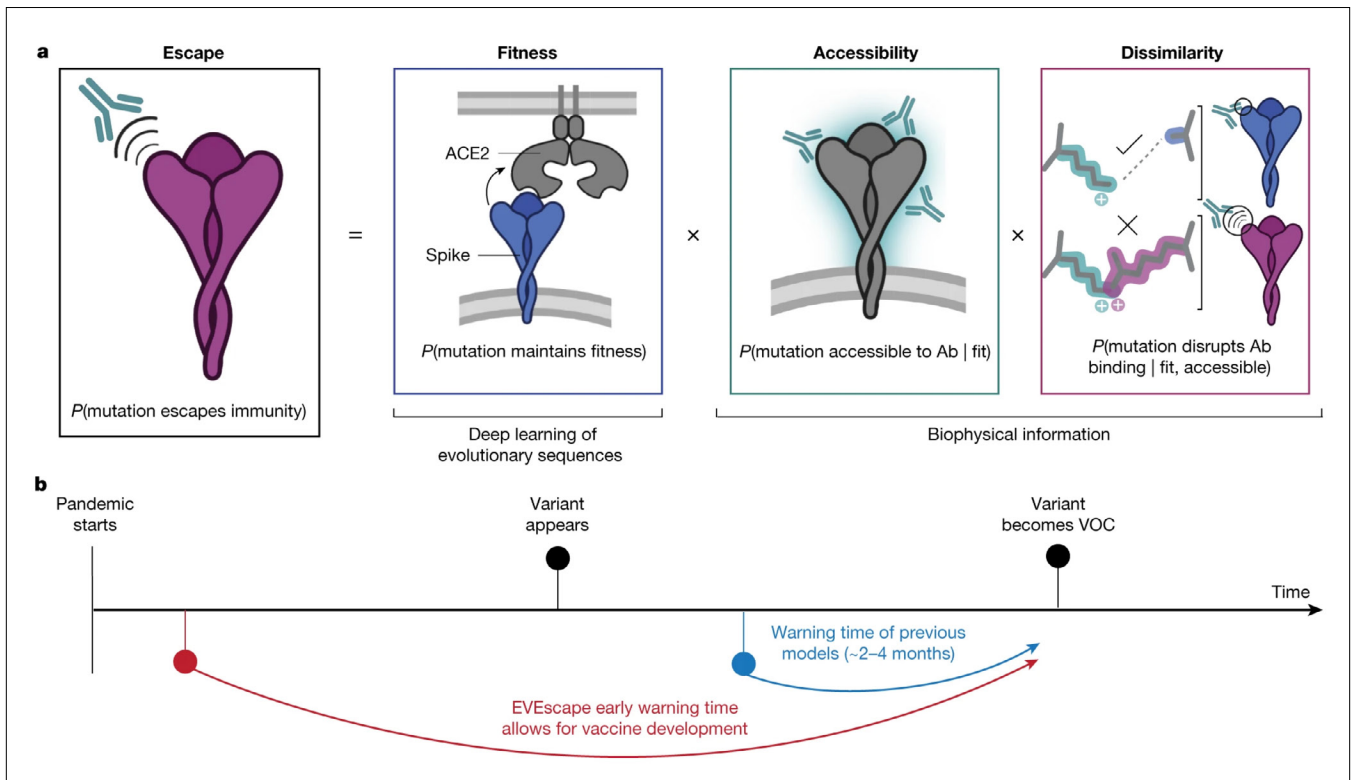 a
Escape
Fitness
Accessibility
Dissimilarity
ACE2
Spike
=
×
×
+
+ +
P(mutation escapes immunity)
P(mutation maintains fitness)
P(mutation accessible to Ab | fit)
P(mutation disrupts Ab
binding | fit, accessible)
Deep learning of
evolutionary sequences
Biophysical information
b
Pandemic
starts
Variant
appears
Variant
becomes VOC
Time
Warning time of previous
models (~2–4 months)
EVEscape early warning time
allows for vaccine development